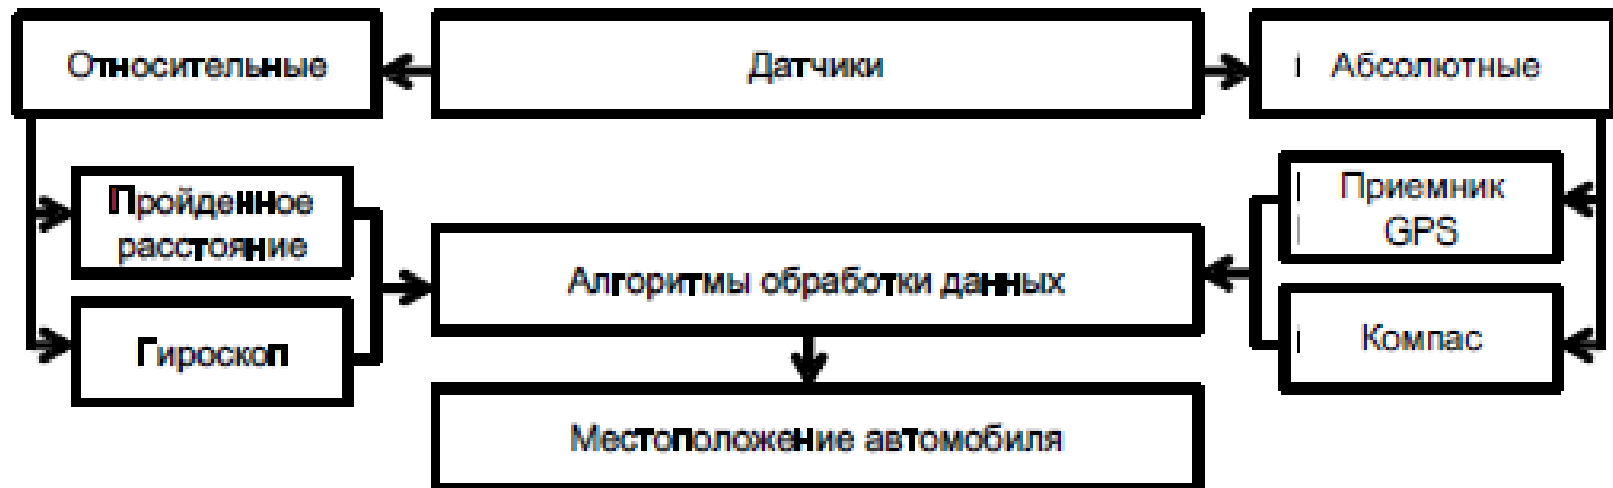 Относительные
Датчики
Абсолютные
Пройденное
расстояние
Приемник
GPS
Алгоритмы обработки данных
Гироскоп
Компас
Местоположение автомобиля